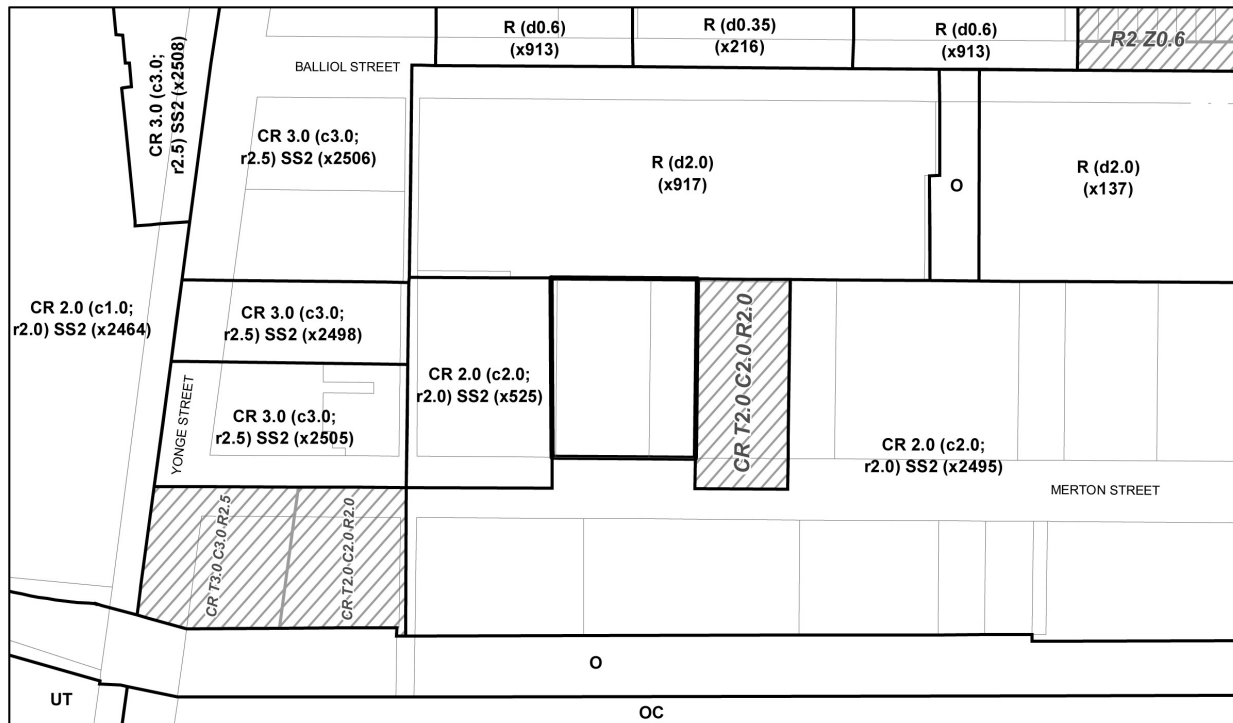 R (d0.6)
(x913)
R (d0.35)
(x216)
R (d0.6)
(x913)
R2 Z0.6
CR 3.0 (c3.0;
r2.5) SS2 (x2508)
BALLIOL STREET
CR 3.0 (c3.0;
r2.5) SS2 (x2506)
R (d2.0)
(x917)
O
R (d2.0)
(x137)
CR 2.0 (c1.0;
r2.0) SS2 (x2464)
CR 3.0 (c3.0;
r2.5) SS2 (x2498)
CR T2.0 C2.0 R2.0
CR 2.0 (c2.0;
r2.0) SS2 (x525)
YONGE STREET
CR 3.0 (c3.0;
r2.5) SS2 (x2505)
CR 2.0 (c2.0;
r2.0) SS2 (x2495)
MERTON STREET
CR T3.0 C3.0 R2.5
CR T2.0 C2.0 R2.0
O
UT
OC